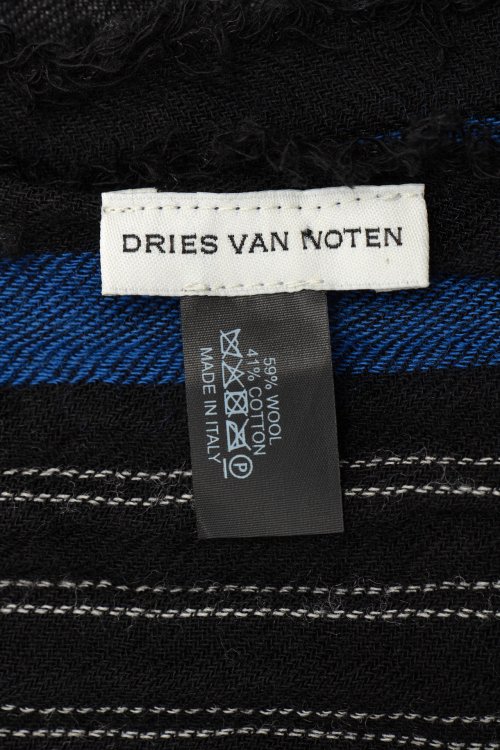 DRIES VAN NOTEN
59% WOOL
41% COTTON
P
MADE IN ITALY